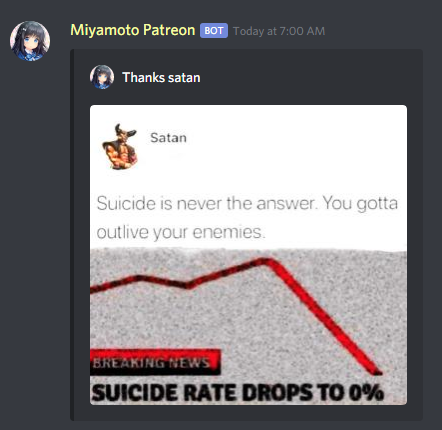 Miyamoto Patreon BOT Today at 7:00 AM
Thanks satan
Satan
Suicide is never the answer. You gotta
outlive your enemies.
BREAKING NEWS
SUICIDE RATE DROPS TO 0%